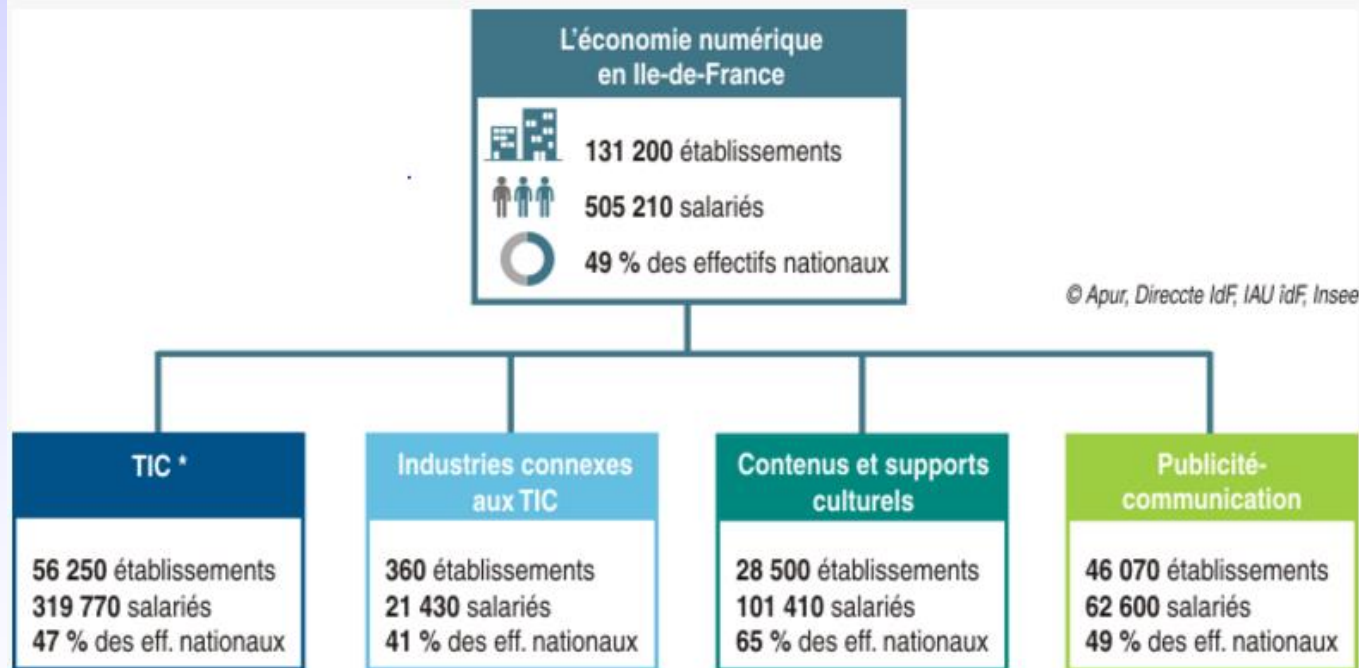 L'économie numérique
en Ile-de-France
131 200 établissements
505 210 salariés
49 % des effectifs nationaux
© Apur, Direccte IdF, IAU îdF, Insee
TIC *
56 250 établissements
319 770 salariés
47 % des eff. nationaux
Industries connexes
aux TIC
360 établissements
21 430 salariés
41 % des eff. nationaux
Contenus et supports
culturels
28 500 établissements
101 410 salariés
65 % des eff. nationaux
Publicité-
communication
46 070 établissements
62 600 salariés
49 % des eff. nationaux